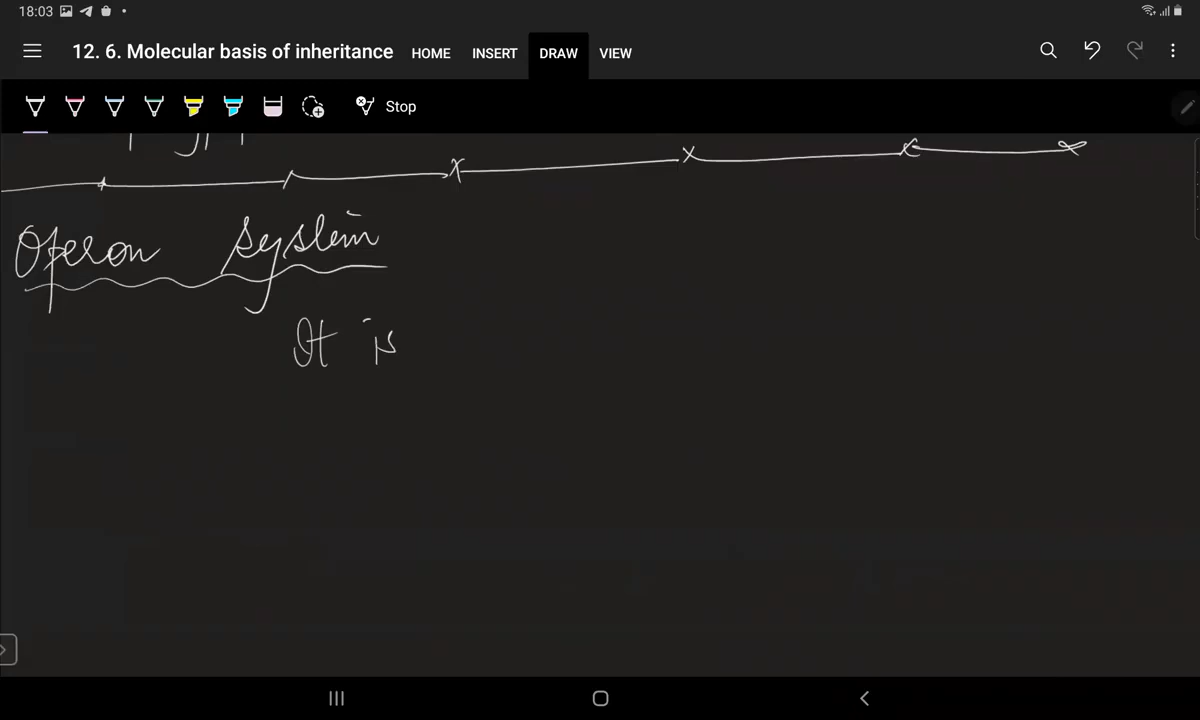 18:03
12. 6. Molecular basis of inheritance HOME INSERT DRAW VIEW
Stop
Operon system
It is